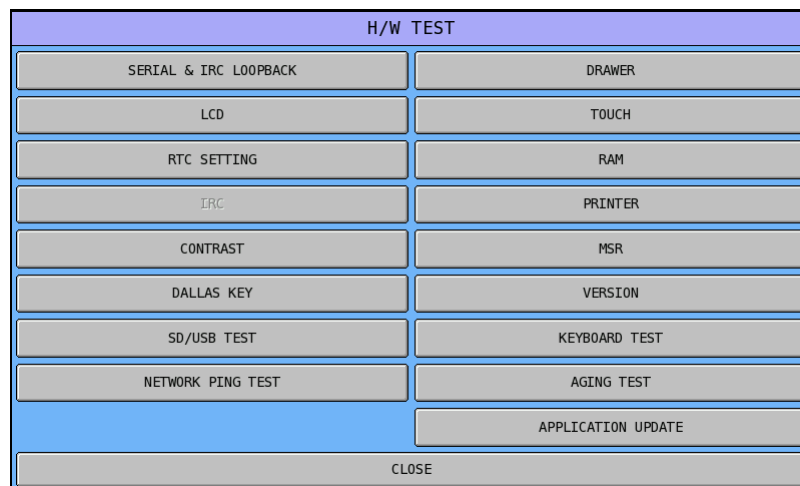 H/W TEST
SERIAL & IRC LOOPBACK
DRAWER
LCD
TOUCH
RTC SETTING
RAM
IRC
PRINTER
CONTRAST
MSR
DALLAS KEY
VERSION
SD/USB TEST
KEYBOARD TEST
NETWORK PING TEST
AGING TEST
APPLICATION UPDATE
CLOSE